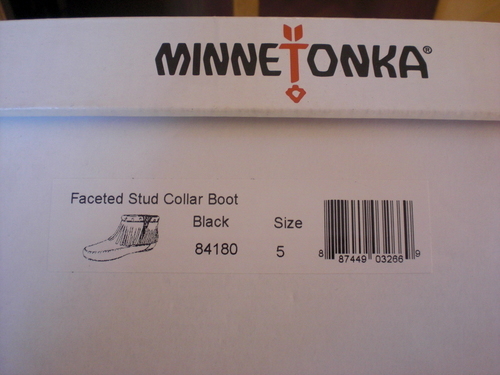 MINNETONKA®
Faceted Stud Collar Boot
Black Size
84180 5
8 87449 03266 9